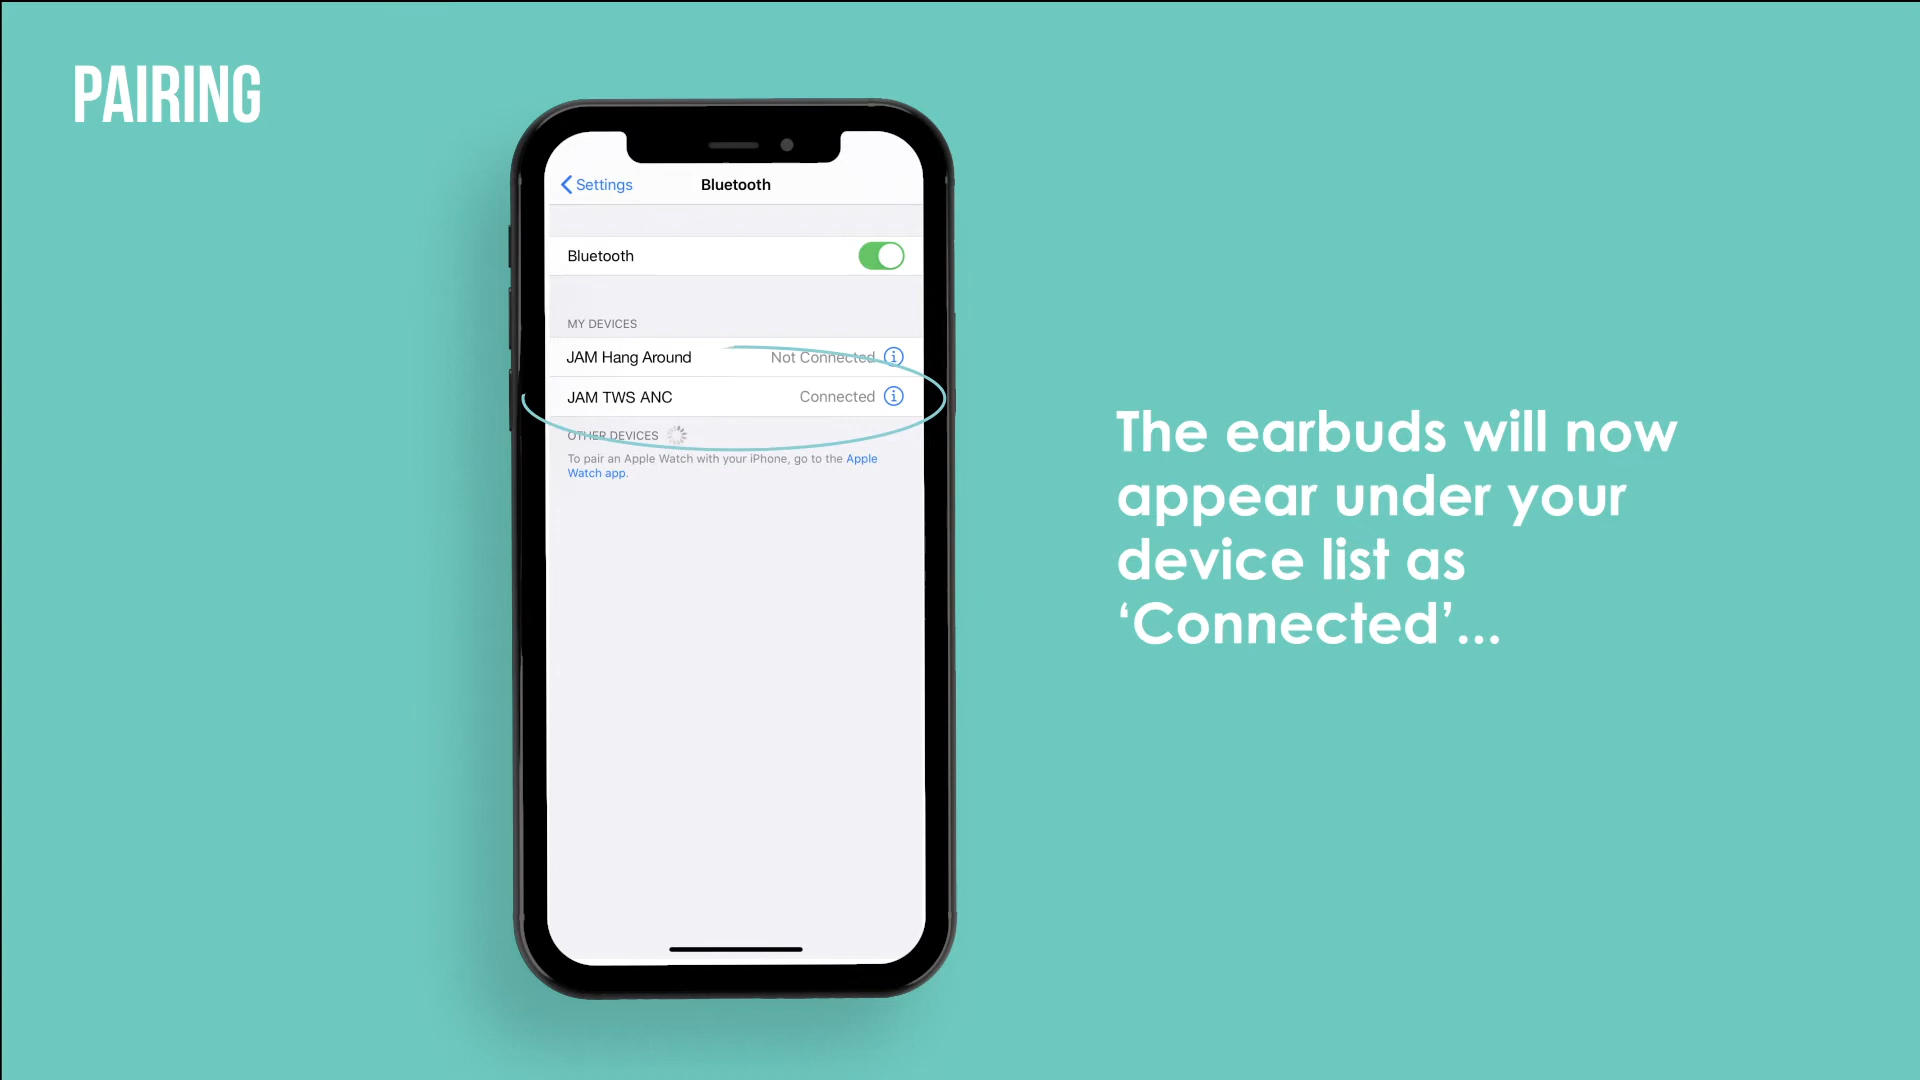 PAIRING
Settings
Bluetooth
Bluetooth
MY DEVICES
JAM Hang Around Not Connected
JAM TWS ANC Connected
OTHER DEVICES
To pair an Apple Watch with your iPhone, go to the Apple
Watch app.
The earbuds will now
appear under your
device list as
‘Connected’...